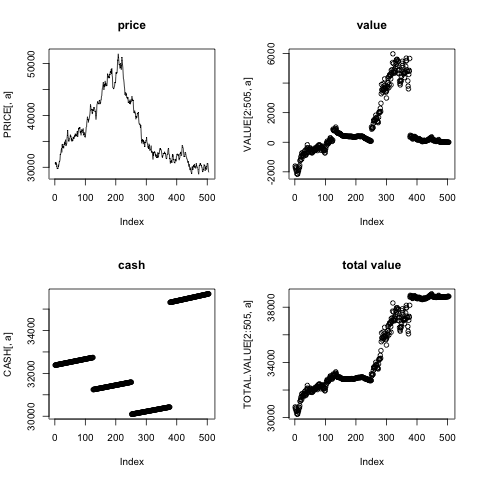 price
PRICE[, a]
30000 40000 50000
0 100 200 300 400 500
Index
value
VALUE[2:505, a]
-2000 0 2000 6000
0 100 200 300 400 500
Index
cash
CASH[, a]
30000 32000 34000
0 100 200 300 400 500
Index
total value
TOTAL.VALUE[2:505, a]
30000 34000 38000
0 100 200 300 400 500
Index